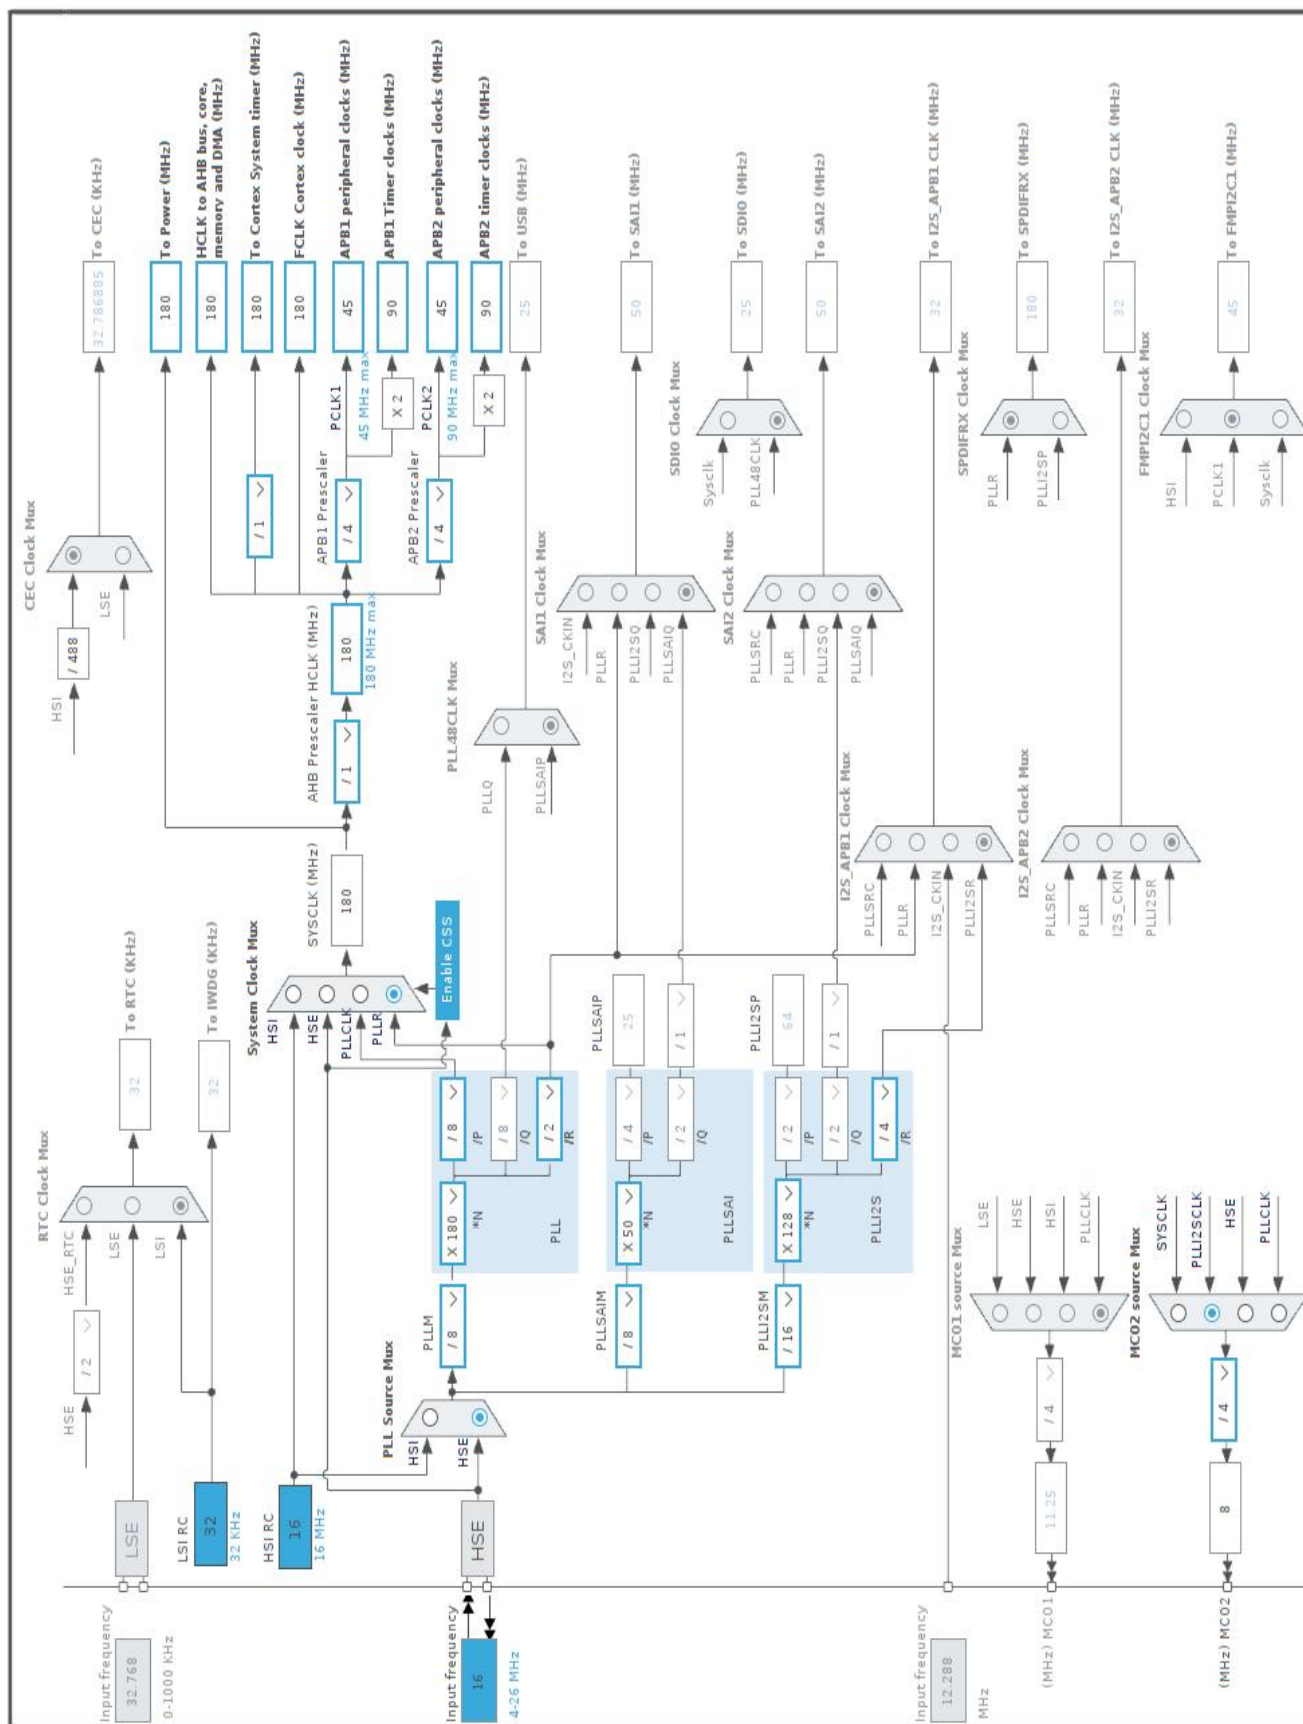 Input frequency
32.768
0-1000 KHz
LSE
LSI RC
32
32 KHz
HSI RC
16
16 MHz
Input frequency
16
4-26 MHz
HSE
Input frequency
12.288
MHz
HSE
/ 2
HSE_RTC
LSE
LSI
RTC Clock Mux
32
To RTC (KHz)
32
To IWDG (KHz)
HSI
/ 488
LSE
CEC Clock Mux
32.786885
To CEC (KHz)
PLL Source Mux
HSI
HSE
PLLM
/ 8
X 180
*N
/ 8
/P
/ 8
/Q
/ 2
/R
PLL
PLLSAIM
/ 8
X 50
*N
/ 4
/P
/ 2
/Q
PLLSAI
PLLSAIP
25
/ 1
PLLI2SM
/ 16
X 128
*N
/ 2
/P
/ 2
/Q
/ 4
/R
PLLI2S
PLLI2SP
64
/ 1
System Clock Mux
HSI
HSE
PLLCLK
PLLR
Enable CSS
SYSCLK (MHz)
180
AHB Prescaler
/ 1
HCLK (MHz)
180
180 MHz max
/ 1
APB1 Prescaler
/ 4
PCLK1
45 MHz max
X 2
APB2 Prescaler
/ 4
PCLK2
90 MHz max
X 2
180
To Power (MHz)
180
HCLK to AHB bus, core,
memory and DMA (MHz)
180
To Cortex System timer (MHz)
180
FCLK Cortex clock (MHz)
45
APB1 peripheral clocks (MHz)
90
APB1 Timer clocks (MHz)
45
APB2 peripheral clocks (MHz)
90
APB2 timer clocks (MHz)
PLL48CLK Mux
PLLQ
PLLSAIP
25
To USB (MHz)
SAI1 Clock Mux
I2S_CKIN
PLLR
PLLI2SQ
PLLSAIQ
50
To SAI1 (MHz)
SDIO Clock Mux
Sysclk
PLL48CLK
25
To SDIO (MHz)
SAI2 Clock Mux
PLLSRC
PLLR
PLLI2SQ
PLLSAIQ
50
To SAI2 (MHz)
I2S_APB1 Clock Mux
PLLSRC
PLLR
I2S_CKIN
PLLI2SR
32
To I2S_APB1 CLK (MHz)
SPDIFRX Clock Mux
PLLR
PLLI2SP
180
To SPDIFRX (MHz)
I2S_APB2 Clock Mux
PLLSRC
PLLR
I2S_CKIN
PLLI2SR
32
To I2S_APB2 CLK (MHz)
FMPI2C1 Clock Mux
HSI
PCLK1
Sysclk
45
To FMPI2C1 (MHz)
MCO1 source Mux
LSE
HSE
HSI
PLLCLK
/ 4
11.25
(MHz) MCO1
MCO2 source Mux
SYSCLK
PLLI2SCLK
HSE
PLLCLK
/ 4
8
(MHz) MCO2